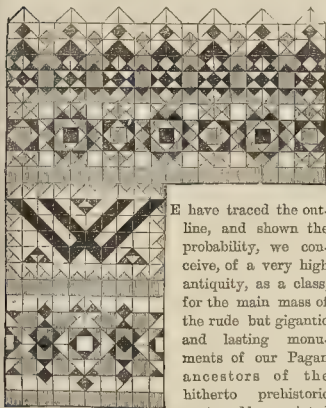 E have traced the out-
line, and shown the
probability, we con-
ceive, of a very high
antiquity, as a class
for the main mass of
the rude but gigantic
and lasting monu-
ments of our Pagan
ancestors of the
hitherto prehistoric